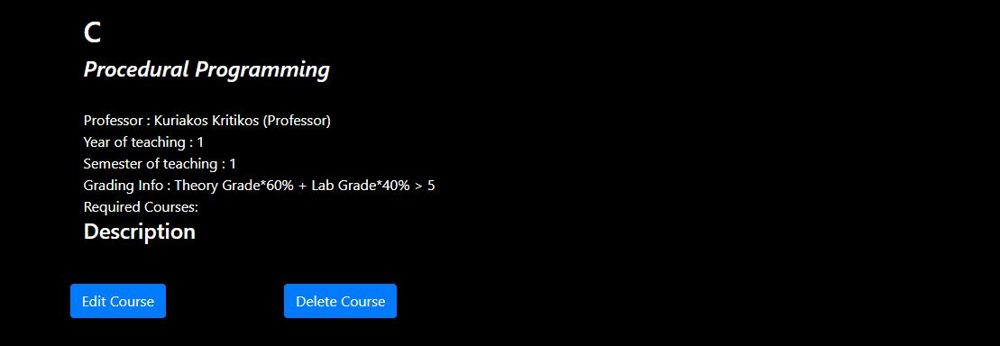 C
Procedural Programming
Professor : Kuriakos Kritikos (Professor)
Year of teaching : 1
Semester of teaching : 1
Grading Info : Theory Grade*60% + Lab Grade*40% > 5
Required Courses:
Description
Edit Course
Delete Course